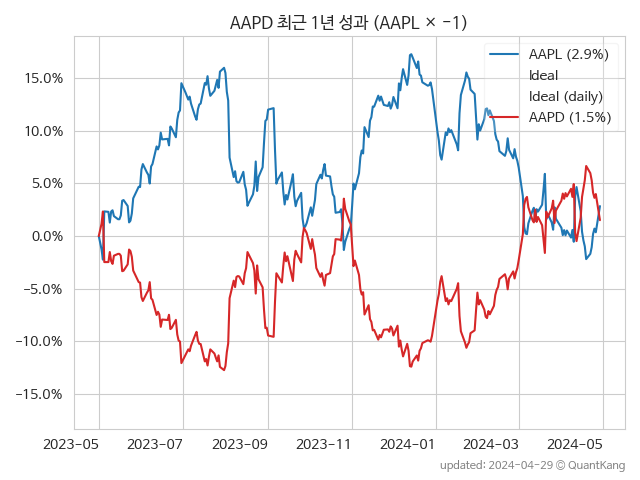 AAPD 최근 1년 성과 (AAPL × −1)
AAPL (2.9%)
Ideal
Ideal (daily)
AAPD (1.5%)
15.0%
10.0%
5.0%
0.0%
−5.0%
−10.0%
−15.0%
2023−05 2023−07 2023−09 2023−11 2024−01 2024−03 2024−05
updated: 2024−04−29 © QuantKang